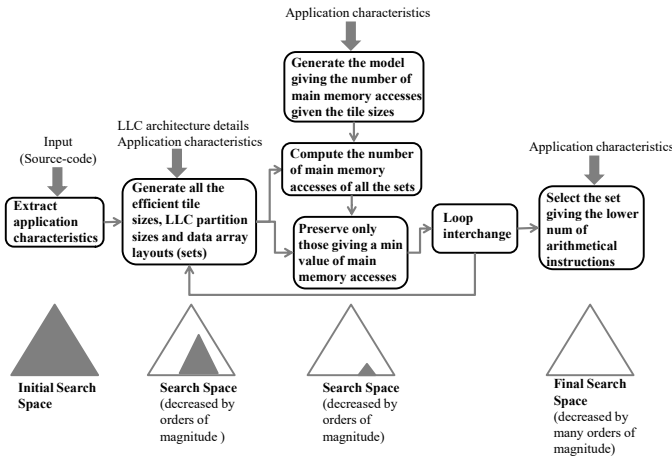 Application characteristics
Generate the model
giving the number of
main memory accesses
given the tile sizes
LLC architecture details
Application characteristics
Input
(Source-code)
Application characteristics
Extract
application
characteristics
Generate all the
efficient tile
sizes, LLC partition
sizes and data array
layouts (sets)
Compute the number
of main memory
accesses of all the sets
Preserve only
those giving a min
value of main
memory accesses
Loop
interchange
Select the set
giving the lower
num of
arithmetical
instructions
Initial Search
Space
Search Space
(decreased by
orders of
magnitude )
Search Space
(decreased by
orders of
magnitude)
Final Search
Space
(decreased by
many orders of
magnitude)